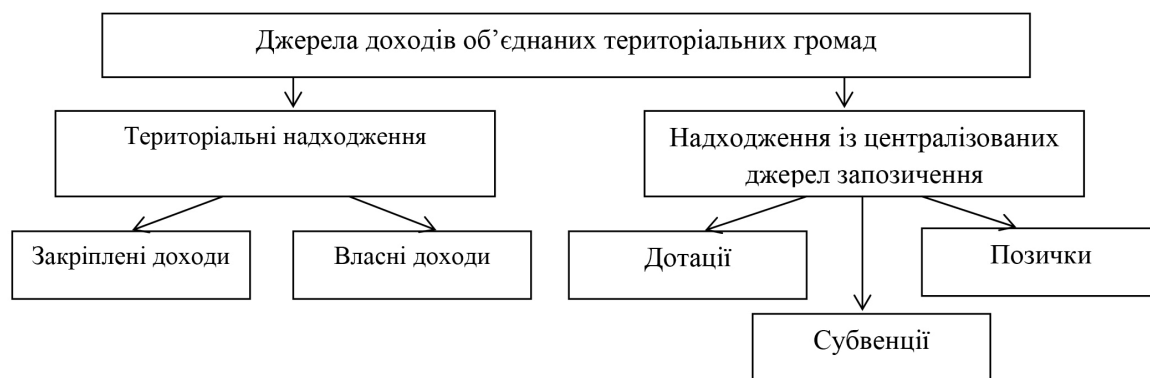 Джерела доходів об’єднаних територіальних громад
Територіальні надходження
Надходження із централізованих
джерел запозичення
Закріплені доходи
Власні доходи
Дотації
Позички
Субвенції